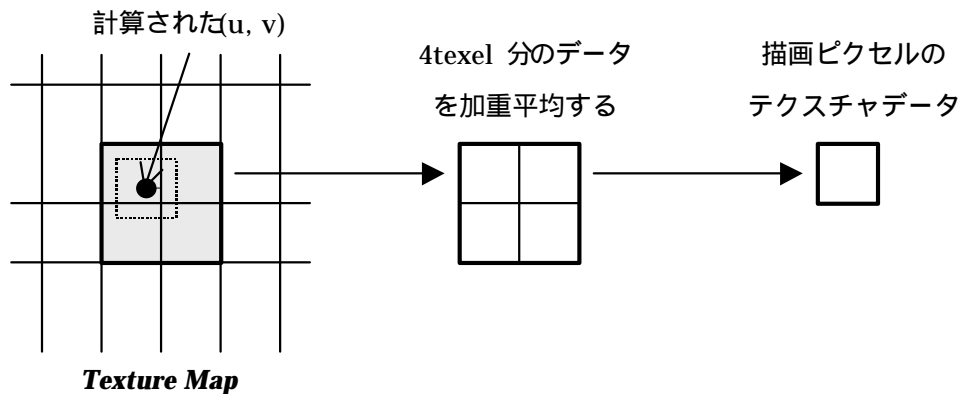 計算された(u, v)
4texel 分のデータ
を加重平均する
描画ピクセルの
テクスチャデータ
Texture Map